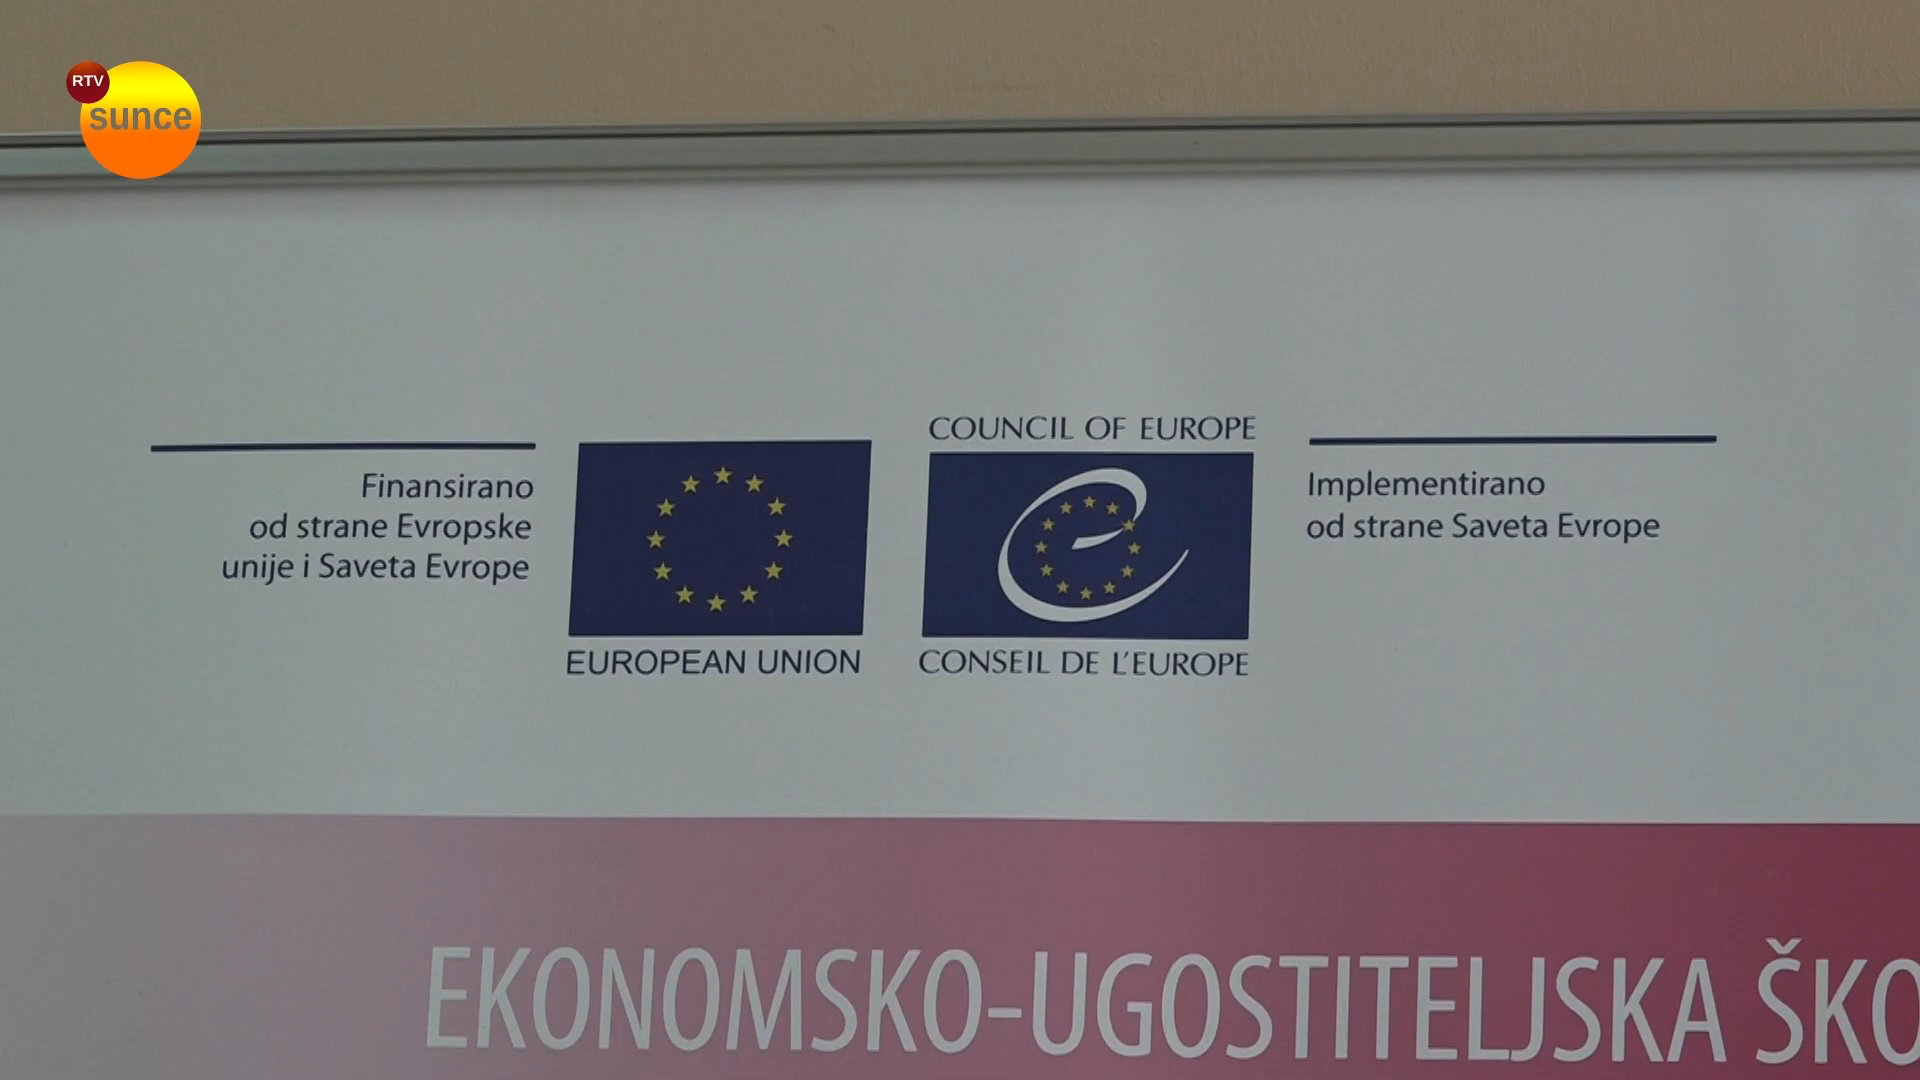 RTV
sunce
COUNCIL OF EUROPE
Finansirano
od strane Evropske
unije i Saveta Evrope
Implementirano
od strane Saveta Evrope
EUROPEAN UNION
CONSEIL DE L'EUROPE
EKONOMSKO-UGOSTITELJSKA ŠKO